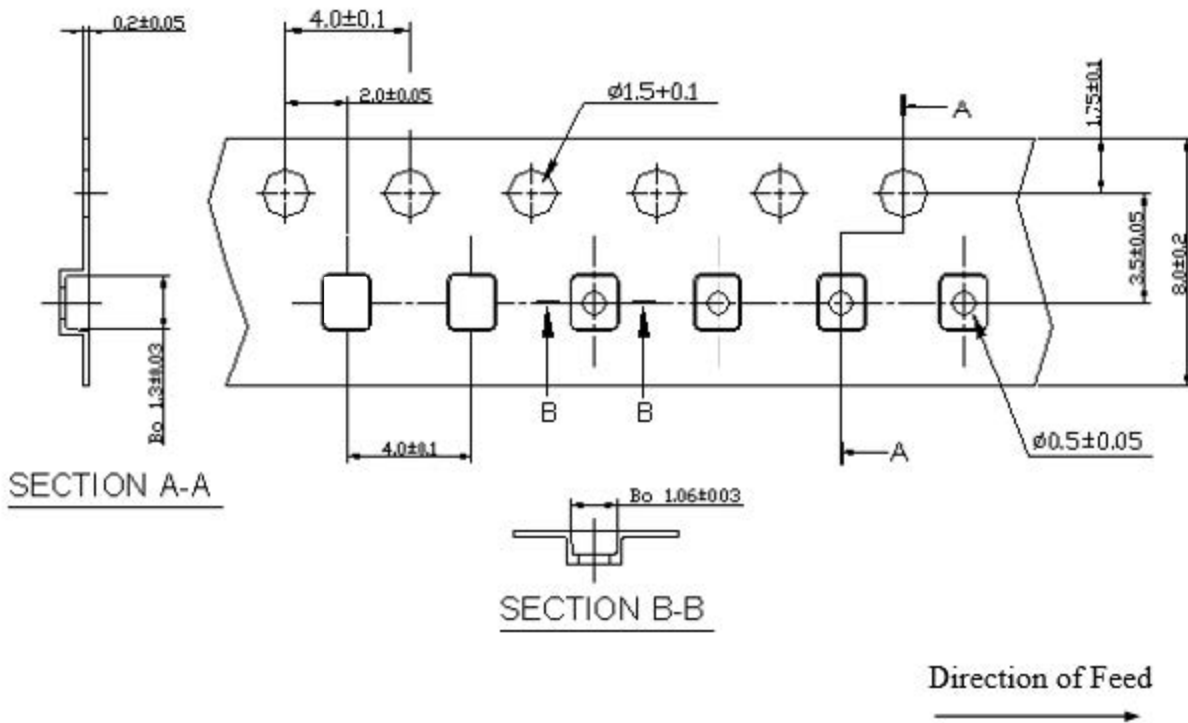 0.2±0.05
4.0±0.1
2.0±0.05
ø1.5+0.1
A
1.75±0.1
3.5±0.05
8.0±0.2
Bo 1.3±0.03
B
B
4.0±0.1
A
ø0.5±0.05
SECTION A-A
Bo 1.06±003
SECTION B-B
Direction of Feed